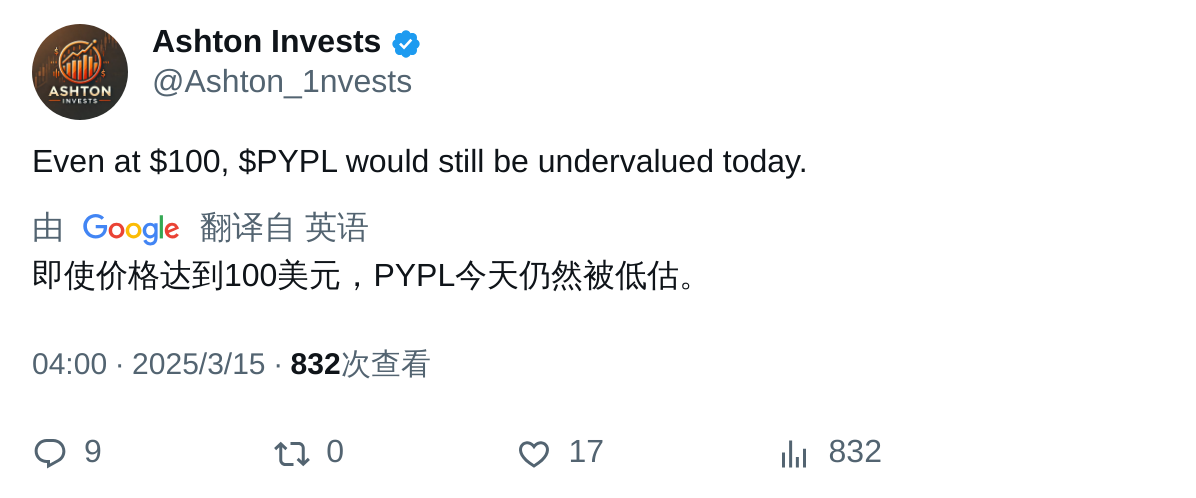 ASHTON
INVESTS
Ashton Invests
@Ashton_1nvests
Even at $100, $PYPL would still be undervalued today.
由 Google 翻译自 英语
即使价格达到100美元，PYPL今天仍然被低估。
04:00 · 2025/3/15 · 832次查看
9 0 17 832